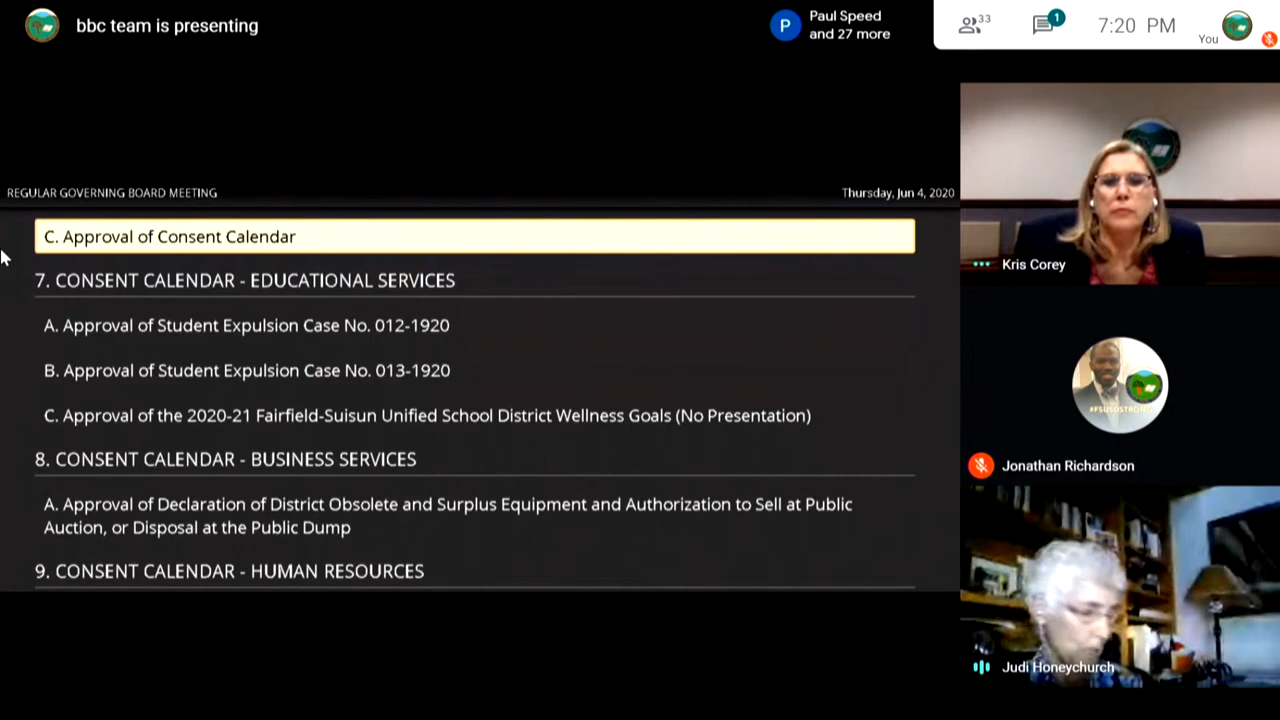 bbc team is presenting
P
Paul Speed
and 27 more
33
1
7:20 PM
You
REGULAR GOVERNING BOARD MEETING
Thursday, Jun 4, 2020
C. Approval of Consent Calendar
7. CONSENT CALENDAR - EDUCATIONAL SERVICES
A. Approval of Student Expulsion Case No. 012-1920
B. Approval of Student Expulsion Case No. 013-1920
C. Approval of the 2020-21 Fairfield-Suisun Unified School District Wellness Goals (No Presentation)
8. CONSENT CALENDAR - BUSINESS SERVICES
A. Approval of Declaration of District Obsolete and Surplus Equipment and Authorization to Sell at Public
Auction, or Disposal at the Public Dump
9. CONSENT CALENDAR - HUMAN RESOURCES
Kris Corey
#FSUSDSTRONG
Jonathan Richardson
Judi Honeychurch